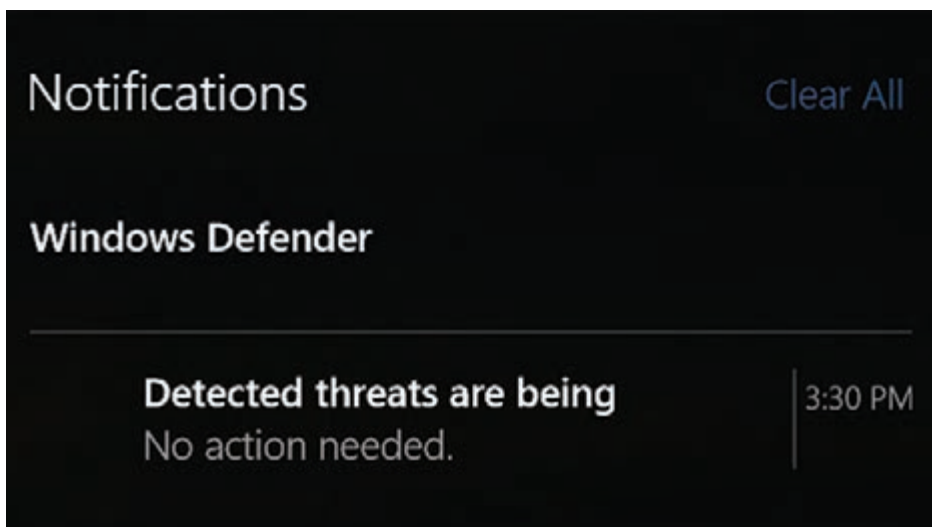 Notifications
Clear All
Windows Defender
Detected threats are being
3:30 PM
No action needed.